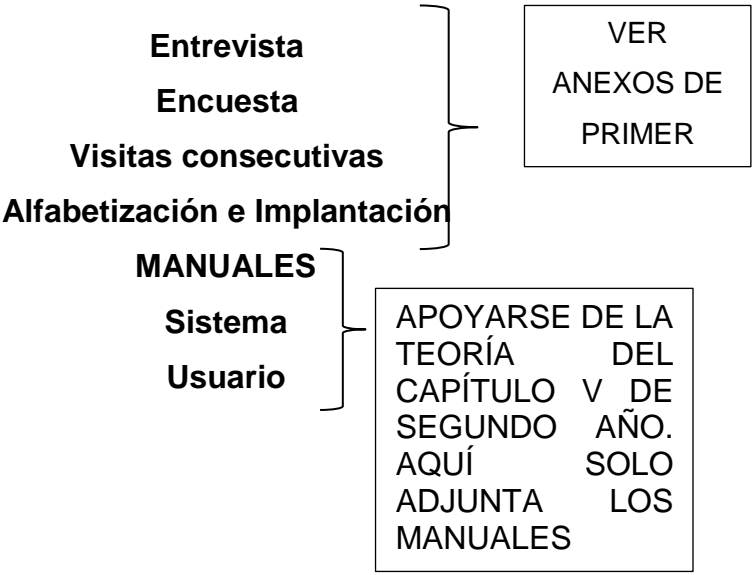 Entrevista
Encuesta
Visitas consecutivas
Alfabetización e Implantación
VER
ANEXOS DE
PRIMER
MANUALES
Sistema
Usuario
APOYARSE DE LA
TEORÍA DEL
CAPÍTULO V DE
SEGUNDO AÑO.
AQUÍ SOLO
ADJUNTA LOS
MANUALES